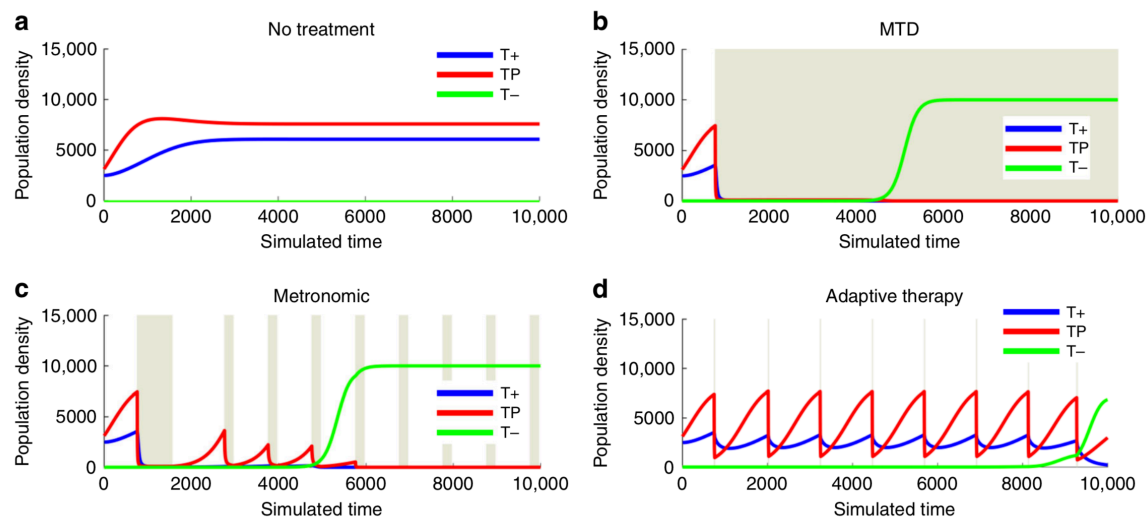 a
No treatment
15,000
10,000
5000
0
Population density
0 2000 4000 6000 8000 10,000
Simulated time
T+
TP
T−
b
MTD
15,000
10,000
5000
0
Population density
0 2000 4000 6000 8000 10,000
Simulated time
T+
TP
T−
c
Metronomic
15,000
10,000
5000
0
Population density
0 2000 4000 6000 8000 10,000
Simulated time
T+
TP
T−
d
Adaptive therapy
15,000
10,000
5000
0
Population density
0 2000 4000 6000 8000 10,000
Simulated time
T+
TP
T−